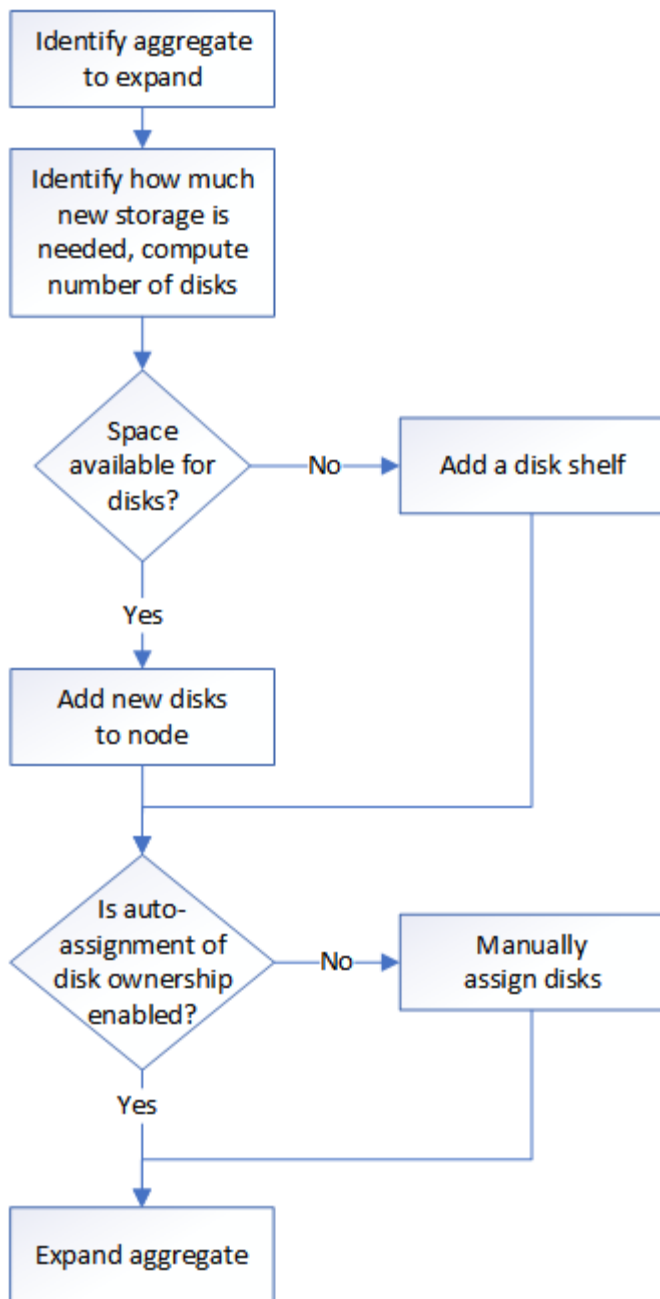 Identify aggregate
to expand
Identify how much
new storage is
needed, compute
number of disks
Space
available for
disks?
No
Add a disk shelf
Yes
Add new disks
to node
Is auto-
assignment of
disk ownership
enabled?
No
Manually
assign disks
Yes
Expand aggregate